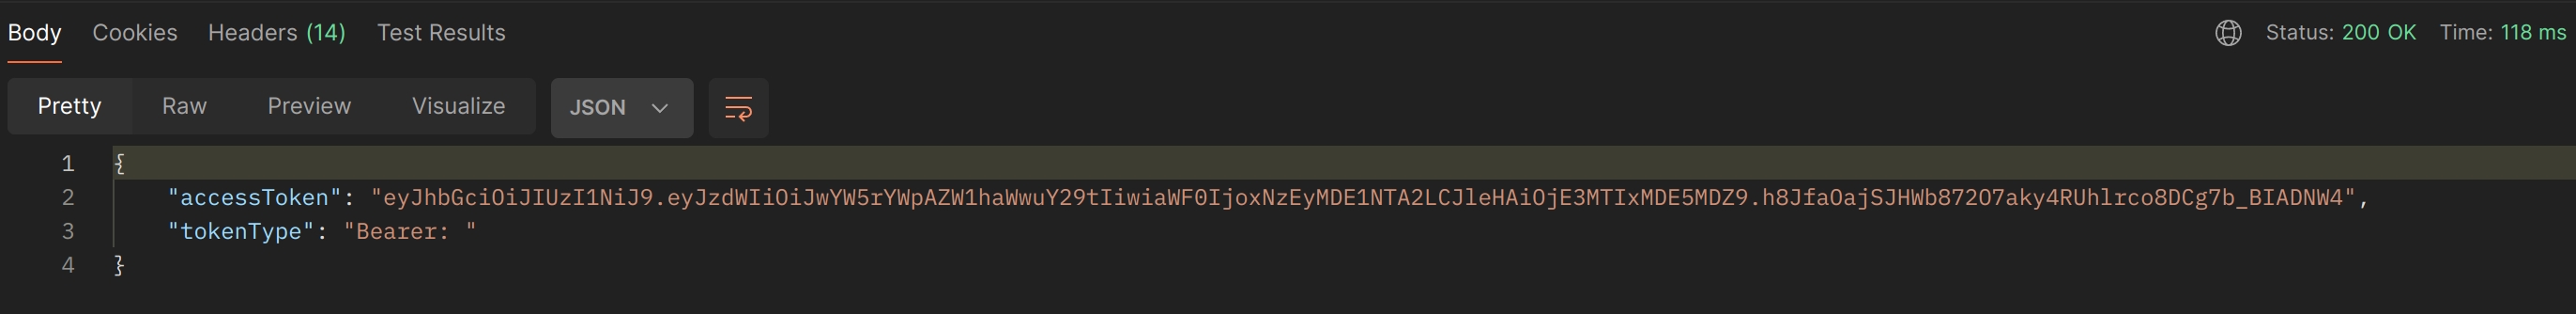 Body Cookies Headers (14) Test Results Status: 200 OK Time: 118 ms
Pretty Raw Preview Visualize JSON
1 {
2 "accessToken": "eyJhbGciOiJIUzI1NiJ9.eyJzdWIiOiJwYW5rYWpAZW1haWwuY29tIiwiaWF0IjoxNzEyMDE1NTA2LCJleHAiOjE3MTIxMDE5MDZ9.h8JfaOajSJHWb872O7aky4RUhlrco8DCg7b_BIADNW4",
3 "tokenType": "Bearer: "
4 }